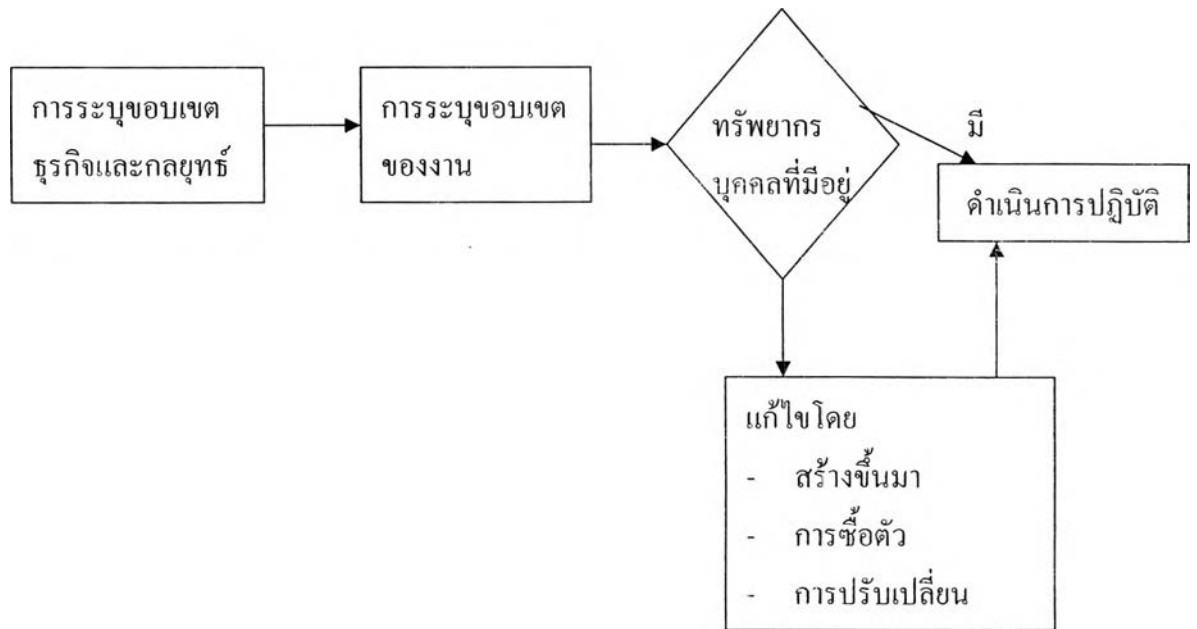 การระบุขอบเขต
ธุรกิจและกลยุทธ์
การระบุขอบเขต
ของงาน
ทรัพยากร
บุคคลที่มีอยู่
มี
ดำเนินการปฏิบัติ
แก้ไขโดย
- สร้างขึ้นมา
- การซื้อตัว
- การปรับเปลี่ยน